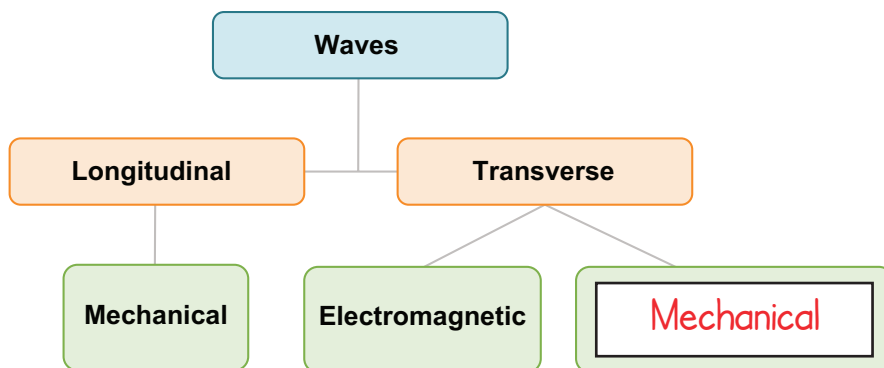 Waves
Longitudinal
Transverse
Mechanical
Electromagnetic
Mechanical